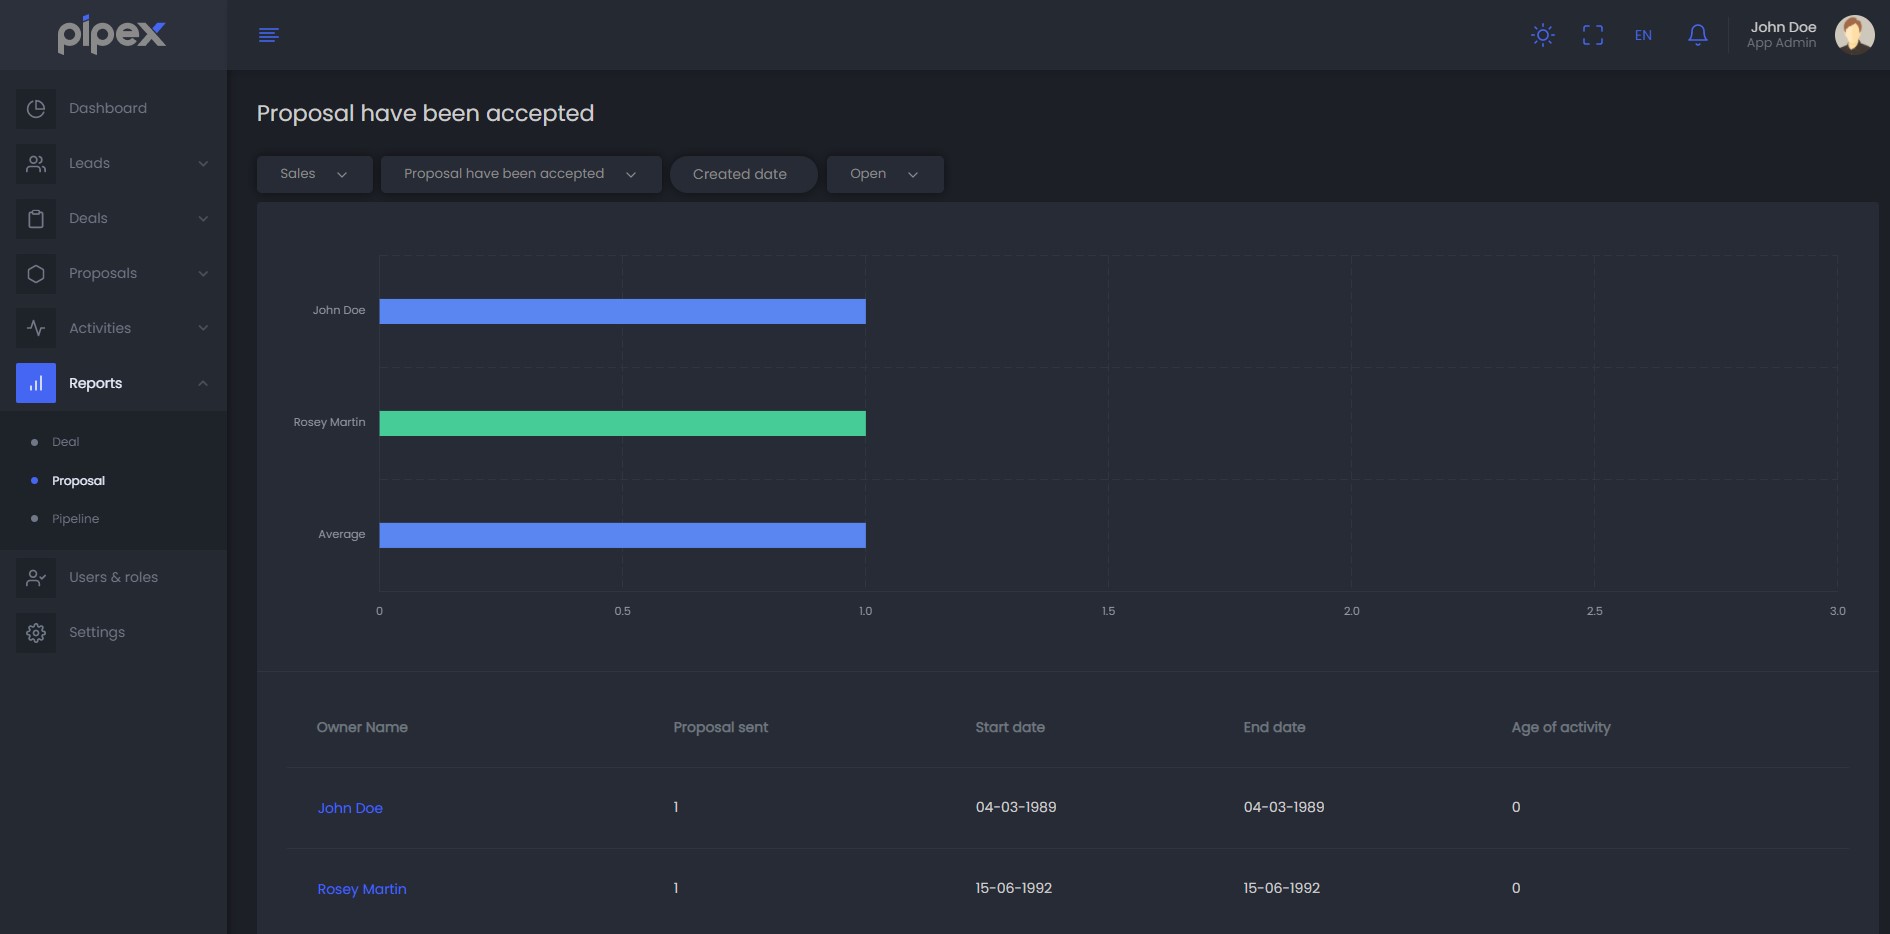 pipex
EN
John Doe
App Admin
Dashboard
Leads
Deals
Proposals
Activities
Reports
Deal
Proposal
Pipeline
Users & roles
Settings
Proposal have been accepted
Sales
Proposal have been accepted
Created date
Open
John Doe
Rosey Martin
Average
0 0.5 1.0 1.5 2.0 2.5 3.0
Owner Name Proposal sent Start date End date Age of activity
John Doe 1 04-03-1989 04-03-1989 0
Rosey Martin 1 15-06-1992 15-06-1992 0